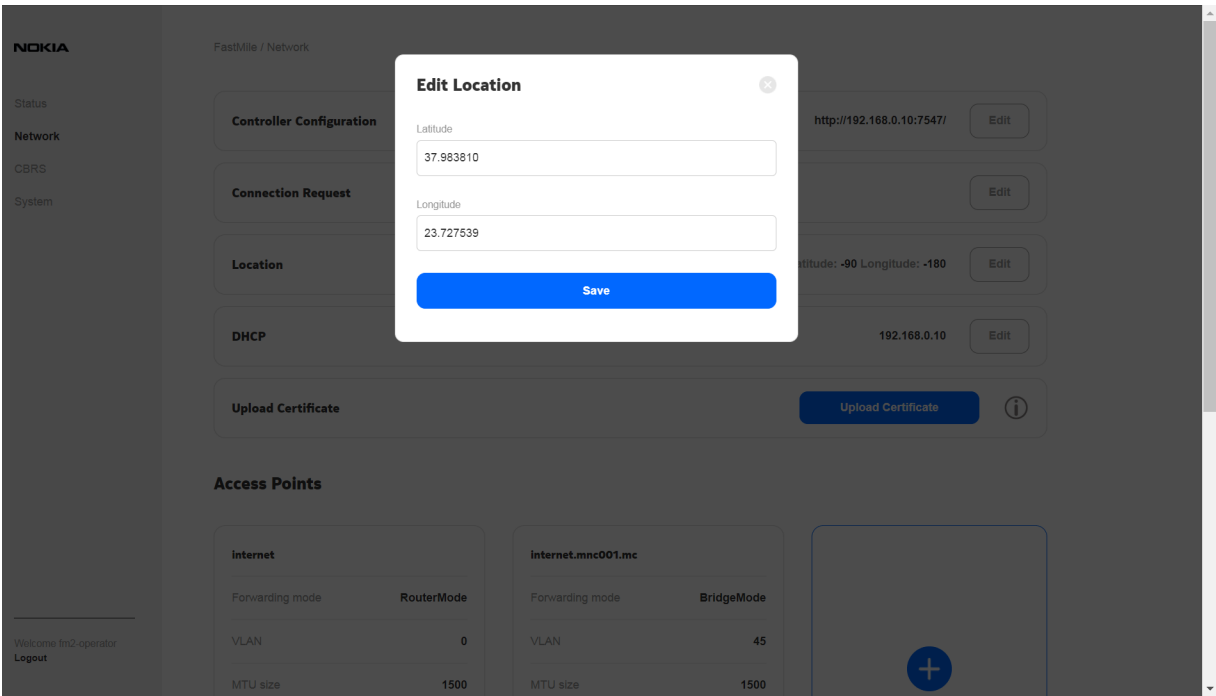 NOKIA
FastMile / Network
Status
Network
CBRS
System
Edit Location
Latitude
37.983810
Longitude
23.727539
Save
Controller Configuration
http://192.168.0.10:7547/
Edit
Connection Request
Edit
Location
Latitude: -90 Longitude: -180
Edit
DHCP
192.168.0.10
Edit
Upload Certificate
Upload Certificate
Access Points
internet
Forwarding mode RouterMode
VLAN 0
MTU size 1500
internet.mnc001.mc
Forwarding mode BridgeMode
VLAN 45
MTU size 1500
Welcome fm2-operator
Logout